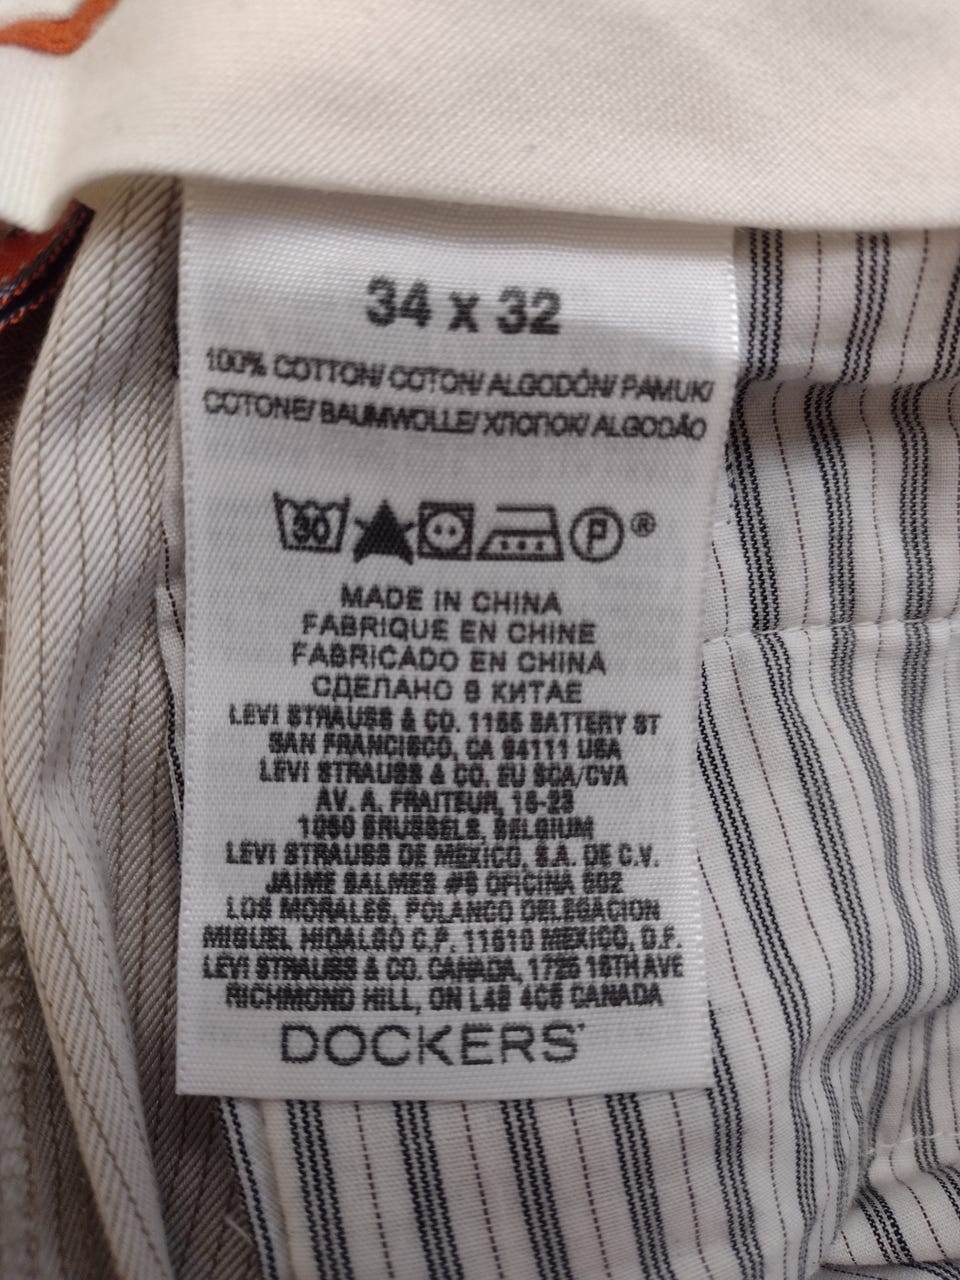 34 x 32
100% COTTON/ COTON/ ALGODÓN/ PAMUK/
COTONE/ BAUMWOLLE/ ХЛОПОК/ ALGODÃO
30 P ®
MADE IN CHINA
FABRIQUE EN CHINE
FABRICADO EN CHINA
СДЕЛАНО В КИТАЕ
LEVI STRAUSS & CO. 1155 BATTERY ST
SAN FRANCISCO, CA 94111 USA
LEVI STRAUSS & CO. EU SCA/CVA
AV. A. FRAITEUR, 15-23
1050 BRUSSELS, BELGIUM
LEVI STRAUSS DE MEXICO, S.A. DE C.V.
JAIME BALMES OFICINA
LOS MORALES, POLANCO DELEGACION
MIGUEL HIDALGO C.P. 11510 MEXICO, D.F.
LEVI STRAUSS & CO. CANADA, 1725 16TH AVE
RICHMOND HILL, ON L4B 4C6 CANADA
DOCKERS